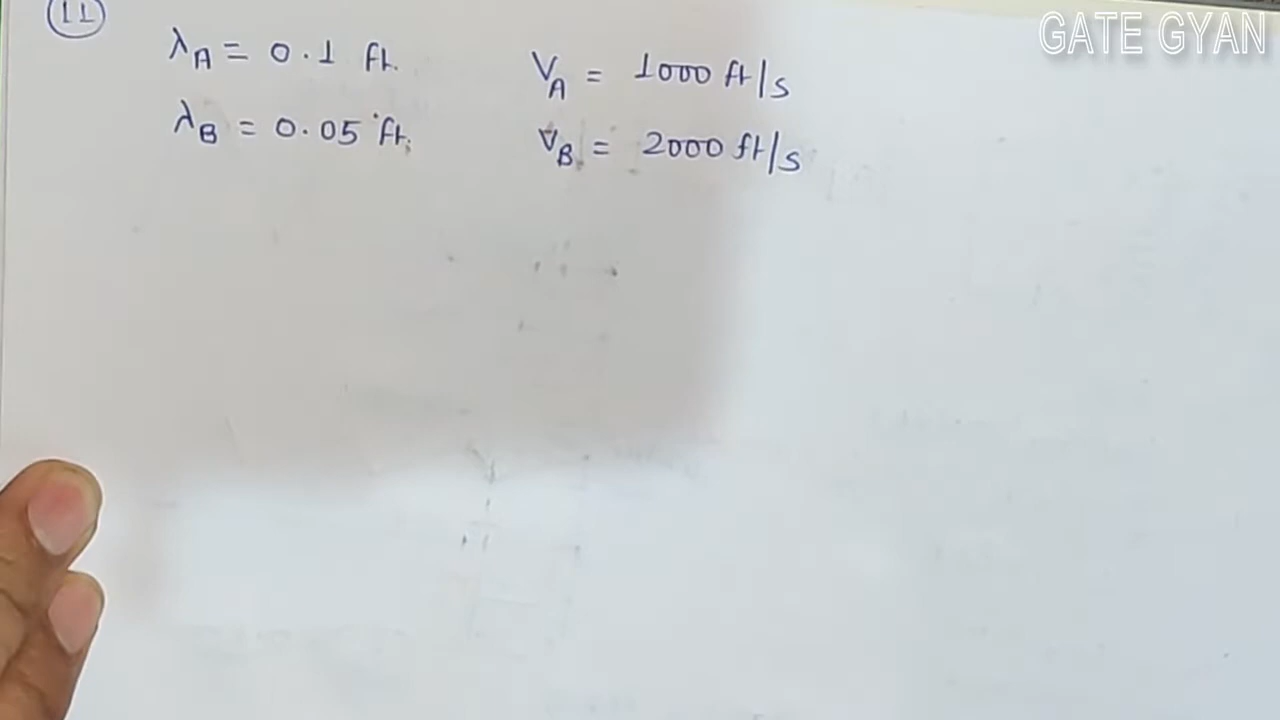 GATE GYAN
11
λA = 0.1 ft. VA = 1000 ft/s
λB = 0.05 ft. VB = 2000 ft/s